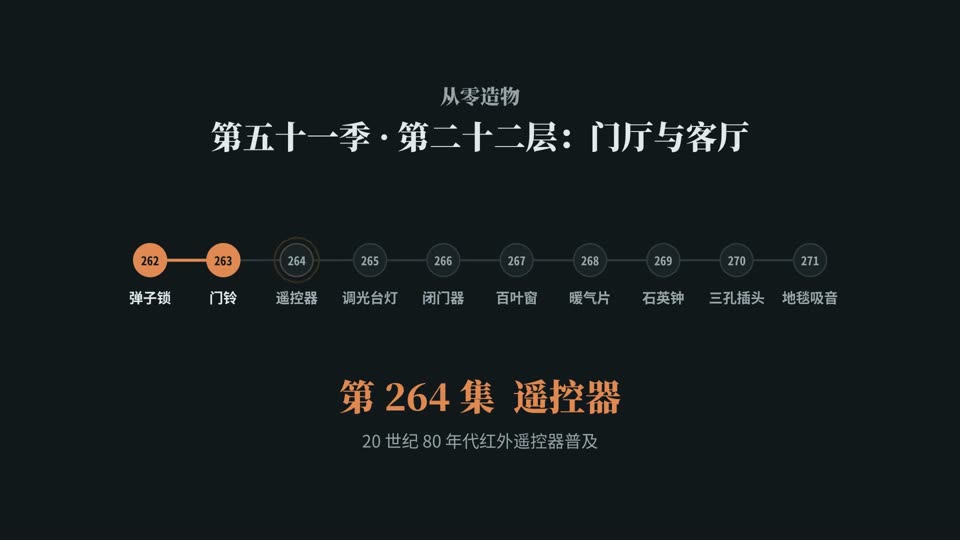 从零造物
第五十一季 · 第二十二层：门厅与客厅
262 263 264 265 266 267 268 269 270 271
弹子锁 门铃 遥控器 调光台灯 闭门器 百叶窗 暖气片 石英钟 三孔插头 地毯吸音
第 264 集 遥控器
20 世纪 80 年代红外遥控器普及